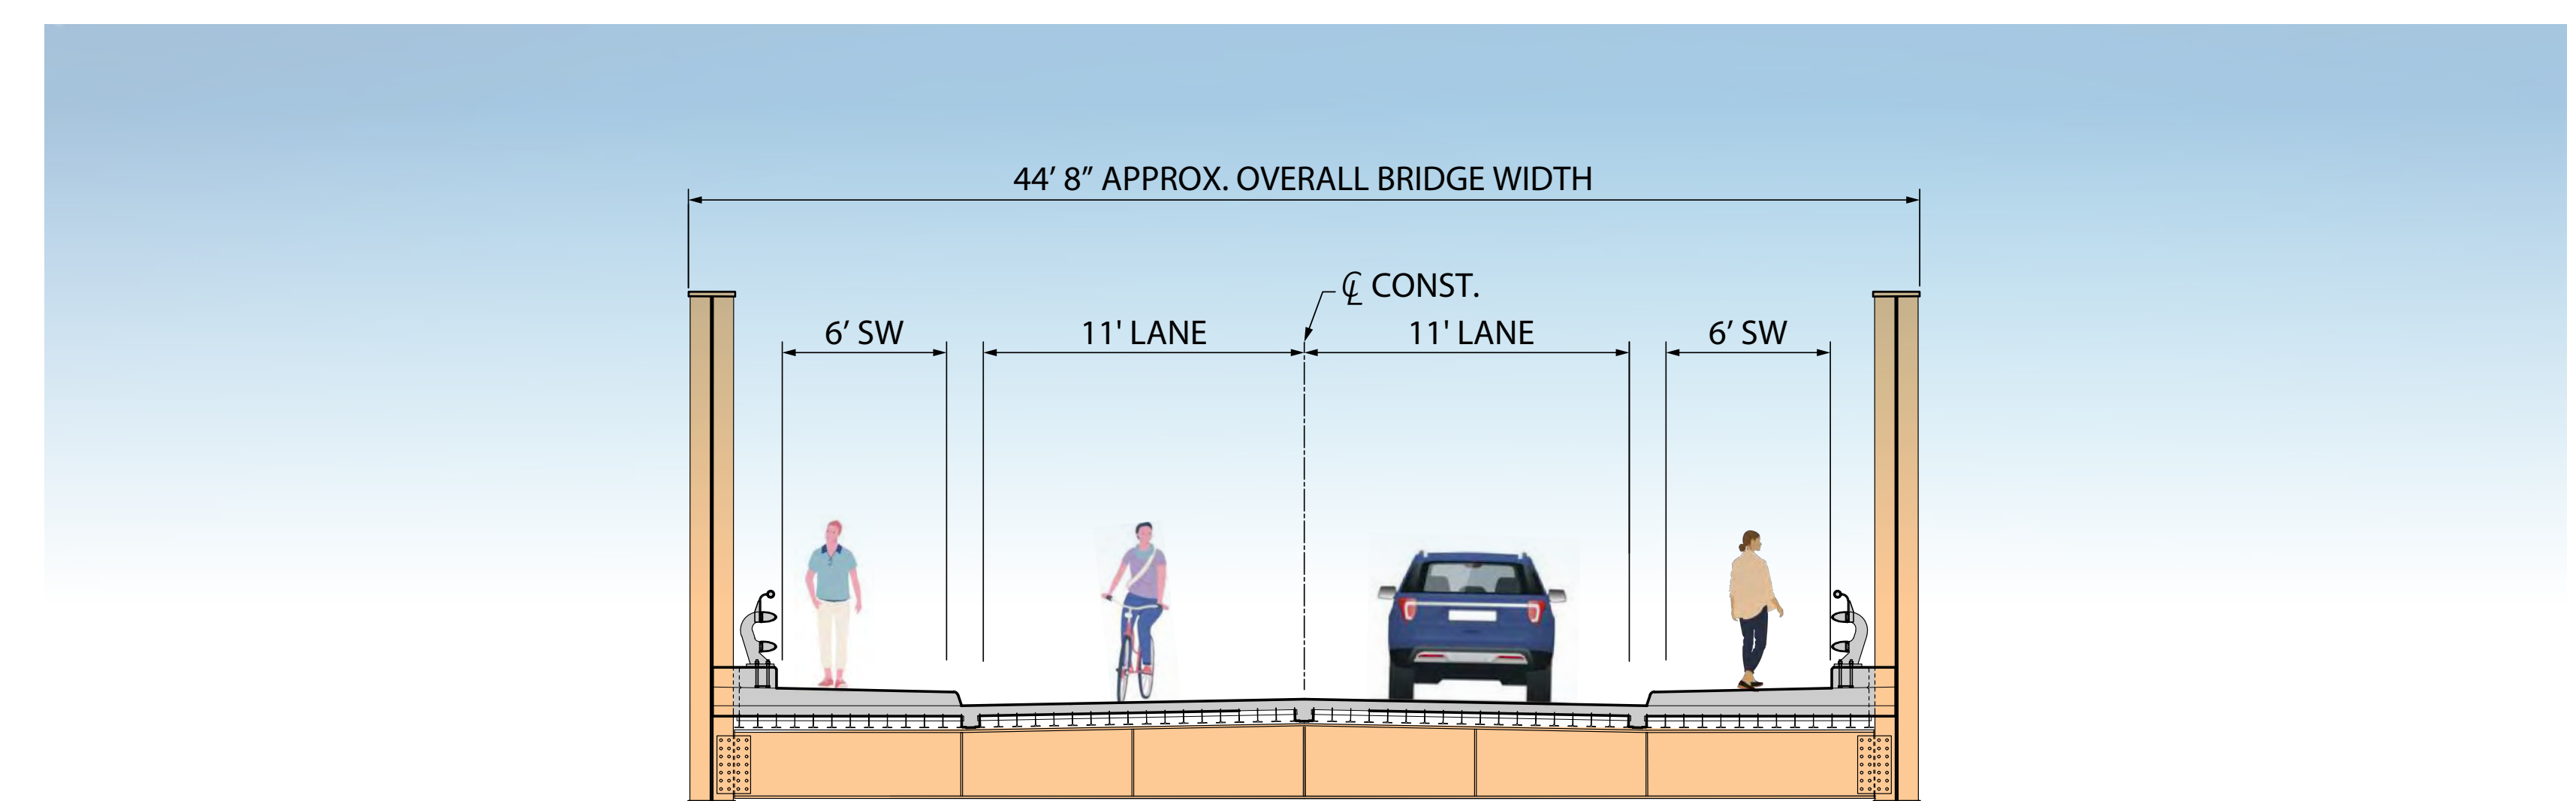 44′ 8″ APPROX. OVERALL BRIDGE WIDTH
℄ CONST.
6′ SW
11' LANE
11' LANE
6′ SW